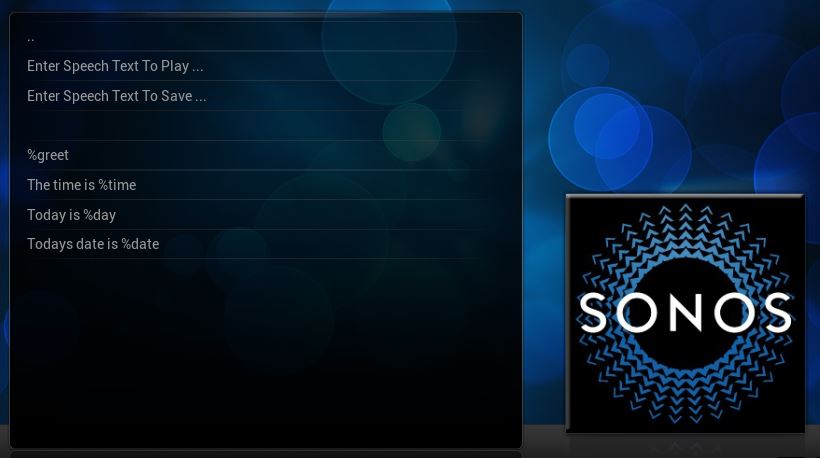 ..
Enter Speech Text To Play ...
Enter Speech Text To Save ...
%greet
The time is %time
Today is %day
Todays date is %date
SONOS